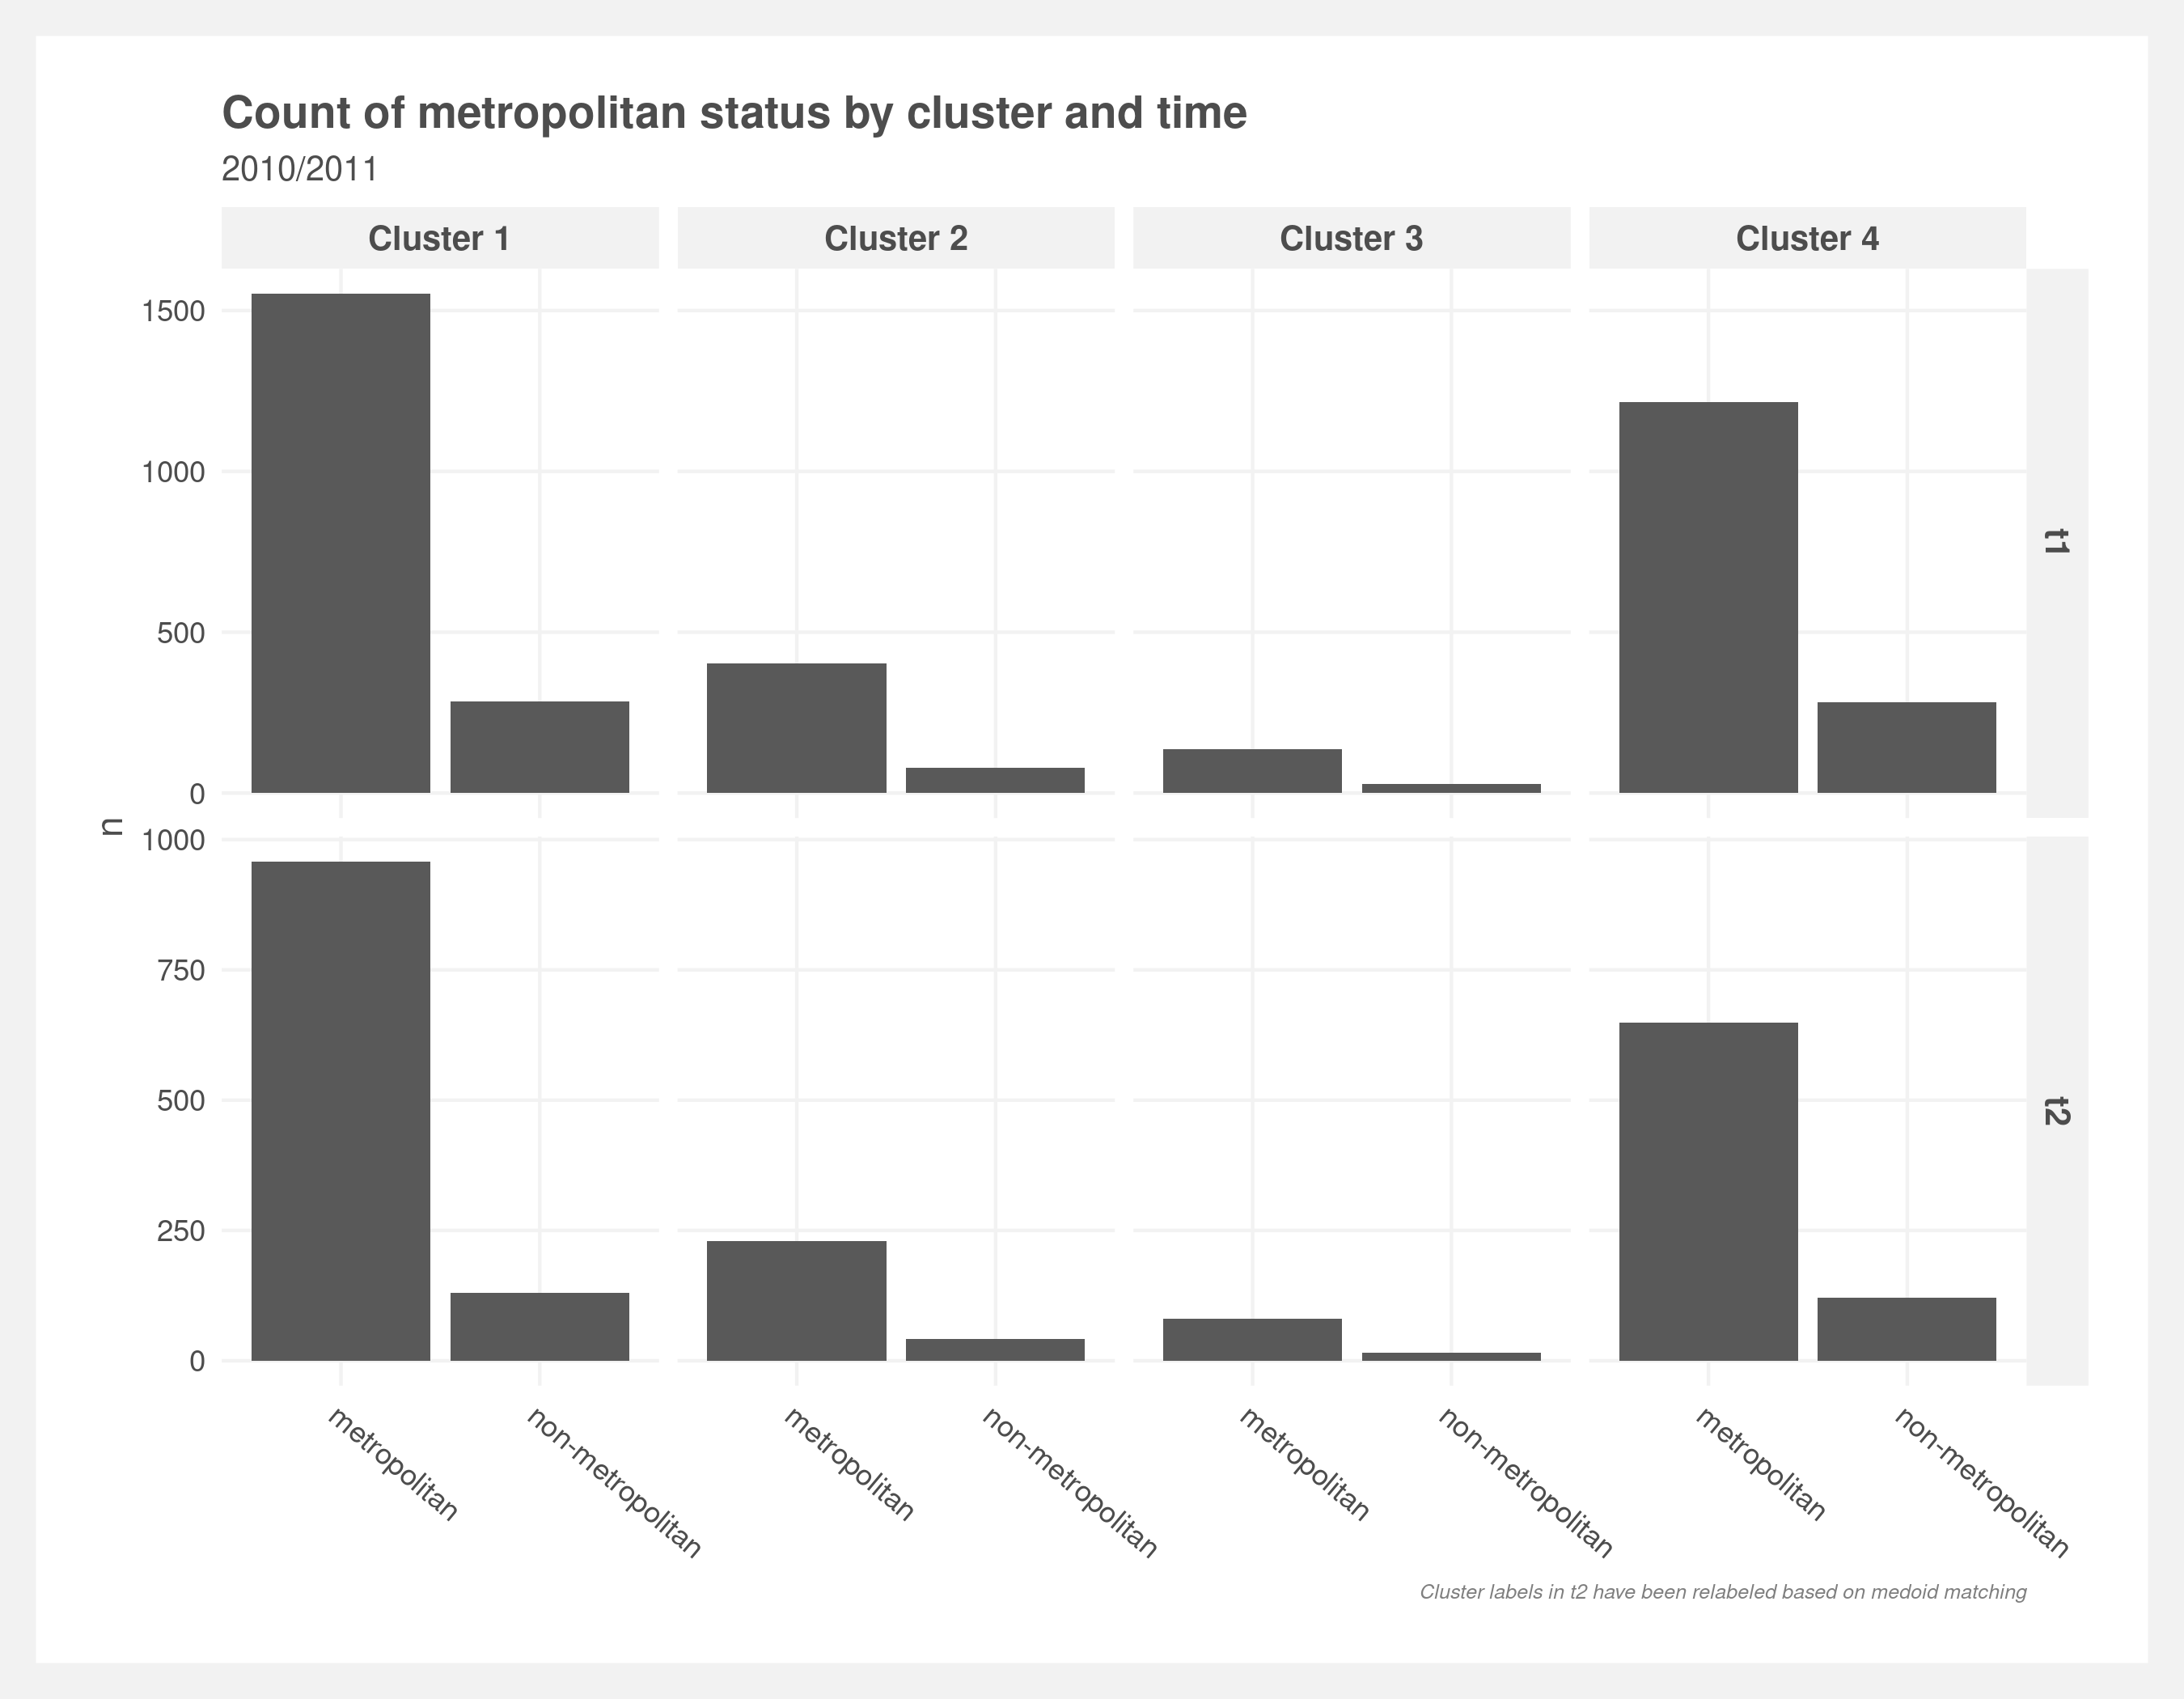 Count of metropolitan status by cluster and time
2010/2011
Cluster 1
Cluster 2
Cluster 3
Cluster 4
1500
1000
500
0
t1
n
1000
750
500
250
0
t2
metropolitan
non-metropolitan
metropolitan
non-metropolitan
metropolitan
non-metropolitan
metropolitan
non-metropolitan
Cluster labels in t2 have been relabeled based on medoid matching